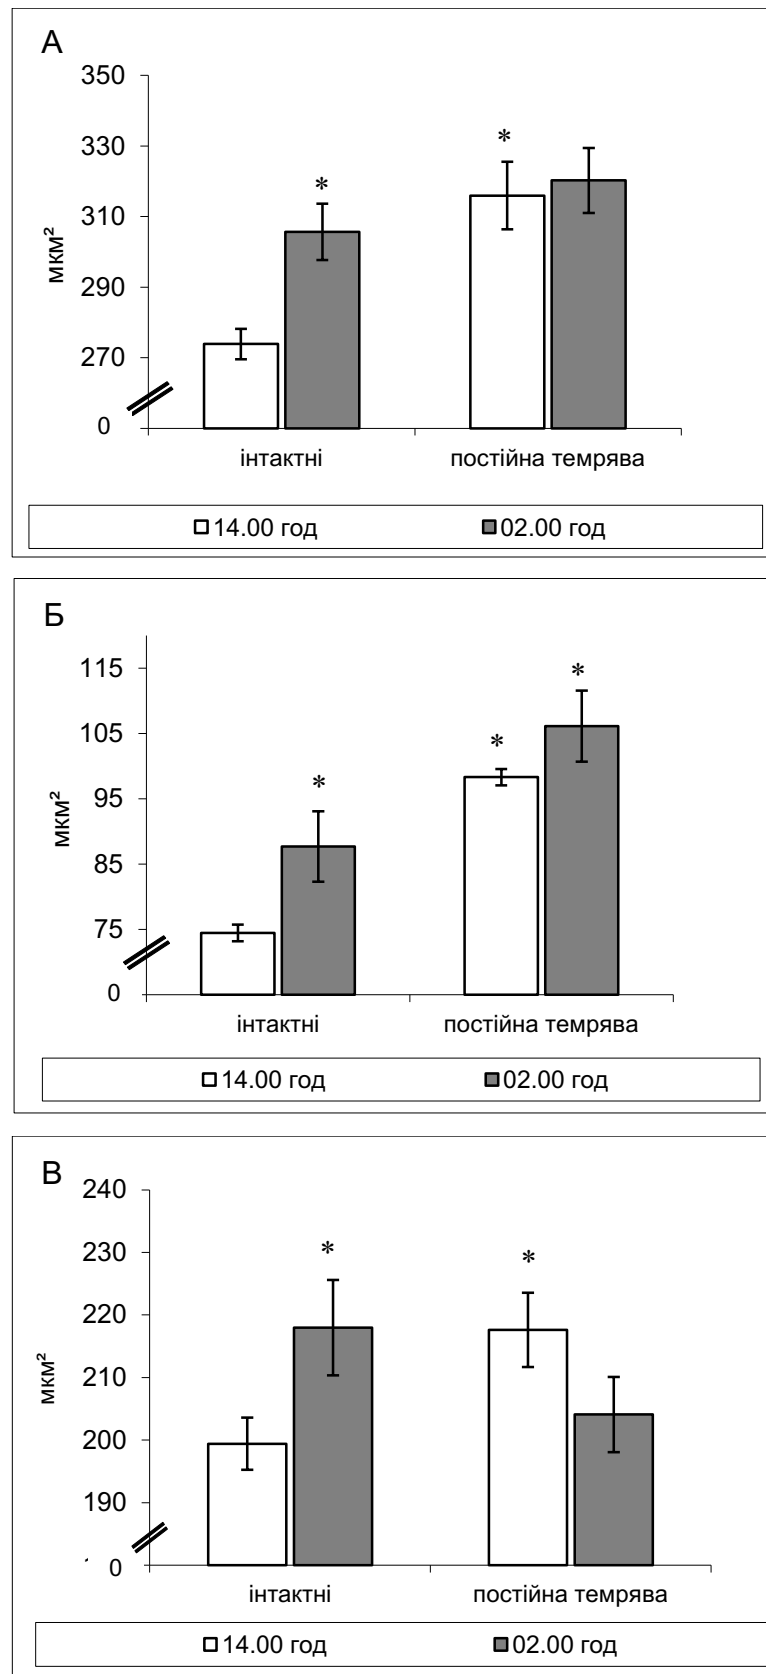 А
350
330
310
290
270
0
мкм²
*
*
інтактні
постійна темрява
14.00 год
02.00 год
Б
115
105
95
85
75
0
мкм²
*
*
*
інтактні
постійна темрява
14.00 год
02.00 год
В
240
230
220
210
200
190
0
мкм²
*
*
інтактні
постійна темрява
14.00 год
02.00 год